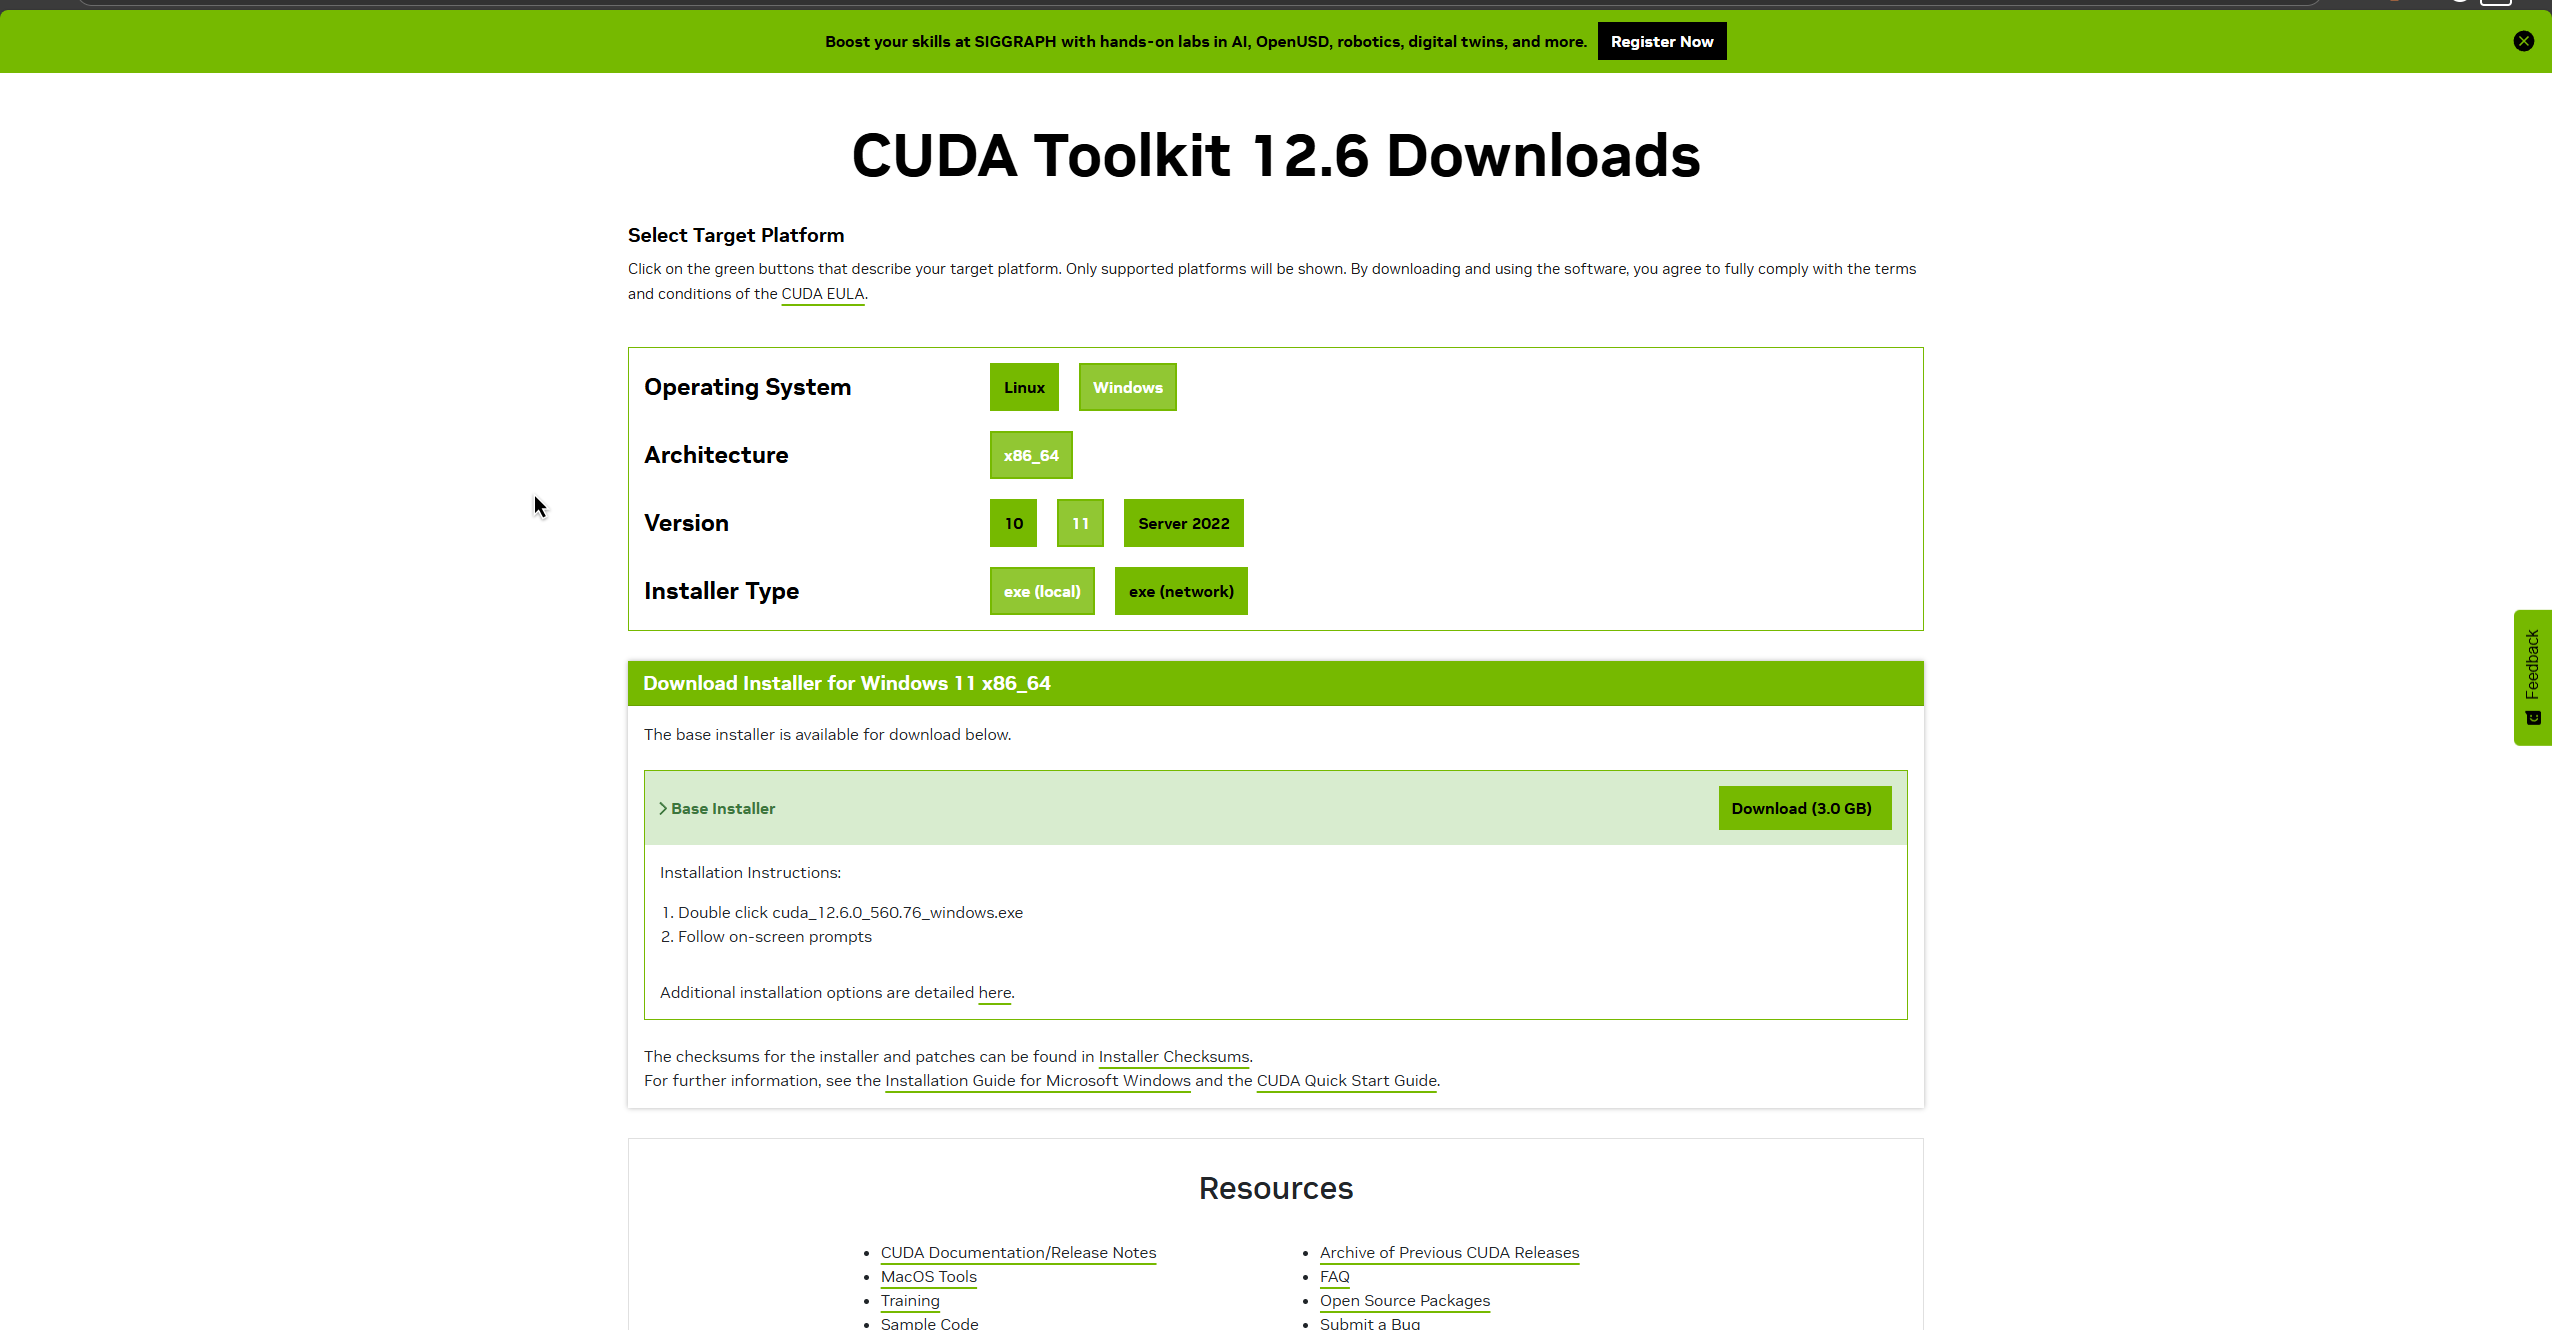 Boost your skills at SIGGRAPH with hands-on labs in AI, OpenUSD, robotics, digital twins, and more. Register Now
CUDA Toolkit 12.6 Downloads
Select Target Platform
Click on the green buttons that describe your target platform. Only supported platforms will be shown. By downloading and using the software, you agree to fully comply with the terms
and conditions of the CUDA EULA.
Operating System Linux Windows
Architecture x86_64
Version 10 11 Server 2022
Installer Type exe (local) exe (network)
Feedback
Download Installer for Windows 11 x86_64
The base installer is available for download below.
Base Installer Download (3.0 GB)
Installation Instructions:
1. Double click cuda_12.6.0_560.76_windows.exe
2. Follow on-screen prompts
Additional installation options are detailed here.
The checksums for the installer and patches can be found in Installer Checksums.
For further information, see the Installation Guide for Microsoft Windows and the CUDA Quick Start Guide.
Resources
CUDA Documentation/Release Notes
MacOS Tools
Training
Sample Code
Archive of Previous CUDA Releases
FAQ
Open Source Packages
Submit a Bug